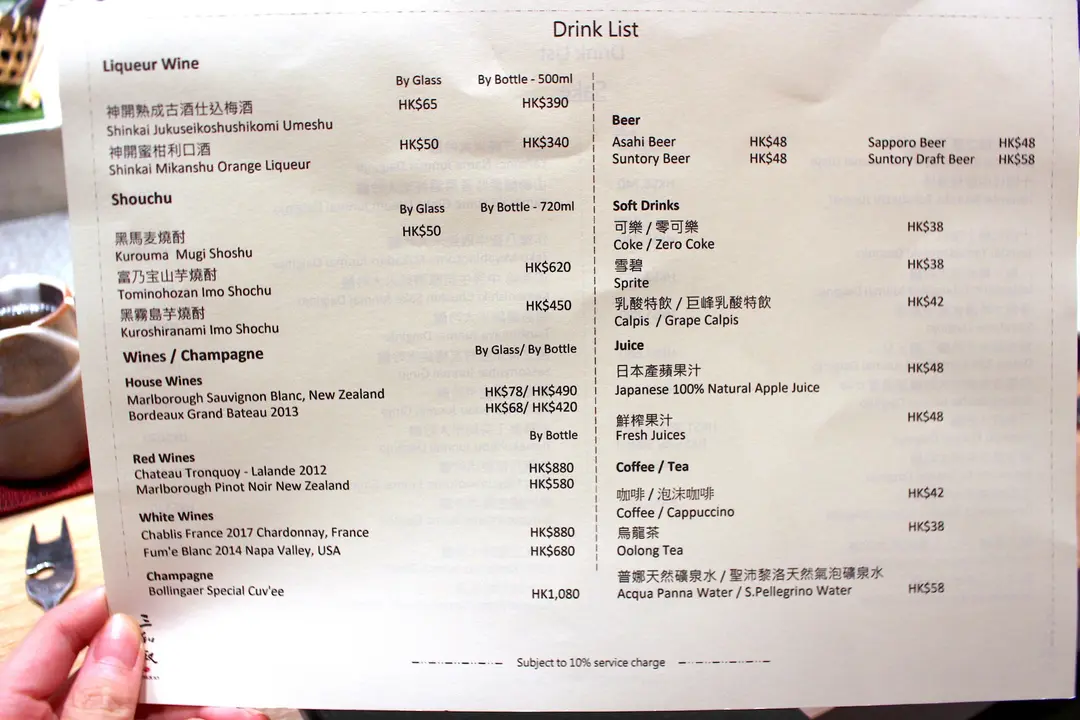 Drink List
Liqueur Wine
By Glass By Bottle - 500ml
神開熟成古酒仕込梅酒 HK$65 HK$390
Shinkai Jukuseikoshushikomi Umeshu
神開蜜柑利口酒 HK$50 HK$340
Shinkai Mikanshu Orange Liqueur
Shouchu
By Glass By Bottle - 720ml
黑馬麦燒酎 HK$50
Kurouma Mugi Shoshu
富乃宝山芋燒酎 HK$620
Tominohozan Imo Shochu
黑霧島芋燒酎 HK$450
Kuroshiranami Imo Shochu
Wines / Champagne By Glass/ By Bottle
House Wines
Marlborough Sauvignon Blanc, New Zealand HK$78/ HK$490
Bordeaux Grand Bateau 2013 HK$68/ HK$420
By Bottle
Red Wines
Chateau Tronquoy - Lalande 2012 HK$880
Marlborough Pinot Noir New Zealand HK$580
White Wines
Chablis France 2017 Chardonnay, France HK$880
Fum'e Blanc 2014 Napa Valley, USA HK$680
Champagne
Bollingaer Special Cuv'ee HK1,080
Beer
Asahi Beer HK$48 Sapporo Beer HK$48
Suntory Beer HK$48 Suntory Draft Beer HK$58
Soft Drinks
可樂 / 零可樂 HK$38
Coke / Zero Coke
雪碧 HK$38
Sprite
乳酸特飲 / 巨峰乳酸特飲 HK$42
Calpis / Grape Calpis
Juice
日本產蘋果汁 HK$48
Japanese 100% Natural Apple Juice
鮮榨果汁 HK$48
Fresh Juices
Coffee / Tea
咖啡 / 泡沫咖啡 HK$42
Coffee / Cappuccino
烏龍茶 HK$38
Oolong Tea
普娜天然礦泉水 / 聖沛黎洛天然氣泡礦泉水
Acqua Panna Water / S.Pellegrino Water HK$58
Subject to 10% service charge